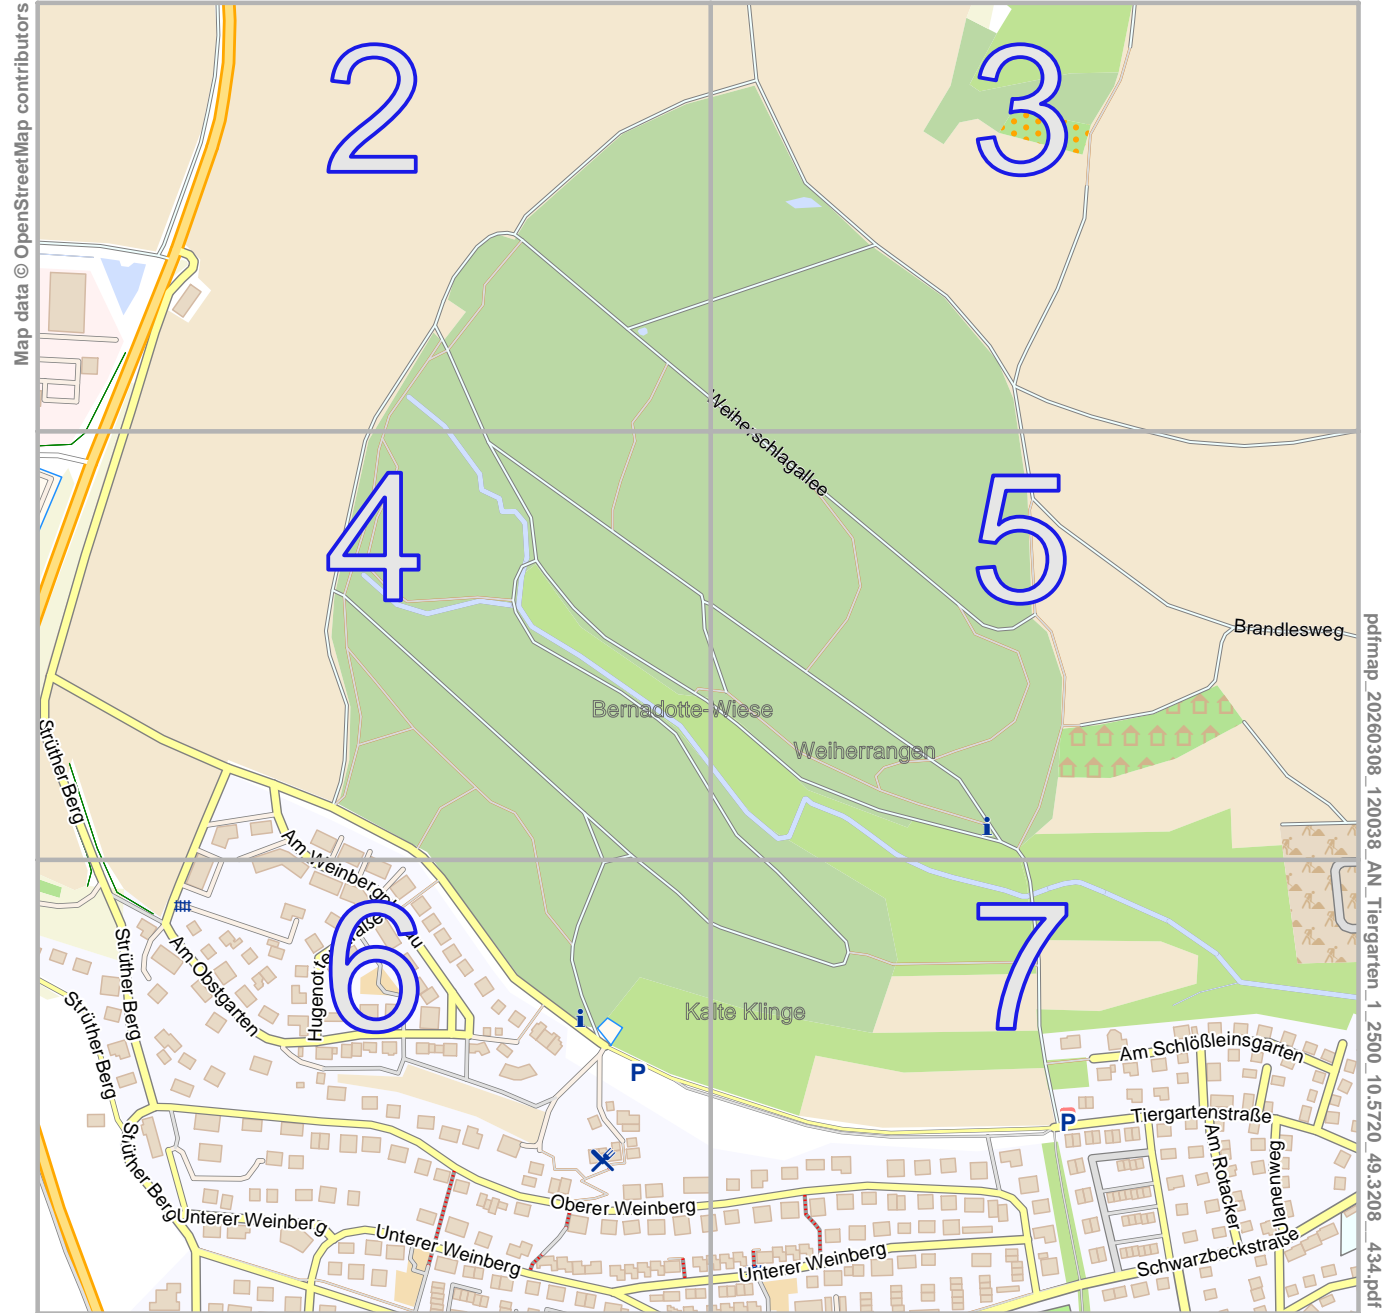 Map data © OpenStreetMap contributors
2
3
Weiherschlagallee
4
5
Brandlesweg
Bernadotte-Wiese
Weiherrangen
Strüther Berg
i
Am Weinberg
6
7
Am Obstgarten
Strüther Berg
Strüther Berg
Kalte Klinge
i
P
Am Schlößleinsgarten
P
Tiergartenstraße
Strüther Berg
Am Rotacker
Ulanenweg
Oberer Weinberg
Unterer Weinberg
Unterer Weinberg
Unterer Weinberg
Schwarzbeckstraße
pdfmap_20260308_120038_AN_Tiergarten_1_2500_10.5720_49.3208__434.pdf